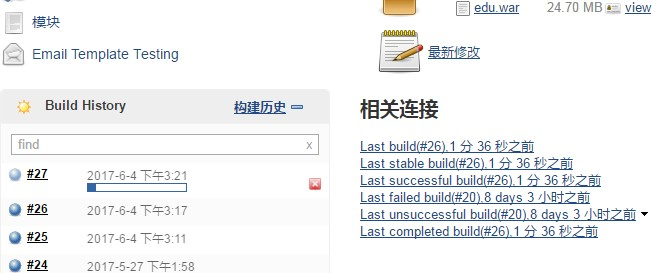 模块
Email Template Testing
Build History 构建历史
find x
#27 2017-6-4 下午3:21
#26 2017-6-4 下午3:17
#25 2017-6-4 下午3:11
#24 2017-5-27 下午1:58
edu.war 24.70 MB view
最新修改
相关连接
Last build(#26),1 分 36 秒之前
Last stable build(#26),1 分 36 秒之前
Last successful build(#26),1 分 36 秒之前
Last failed build(#20),8 days 3 小时之前
Last unsuccessful build(#20),8 days 3 小时之前
Last completed build(#26),1 分 36 秒之前